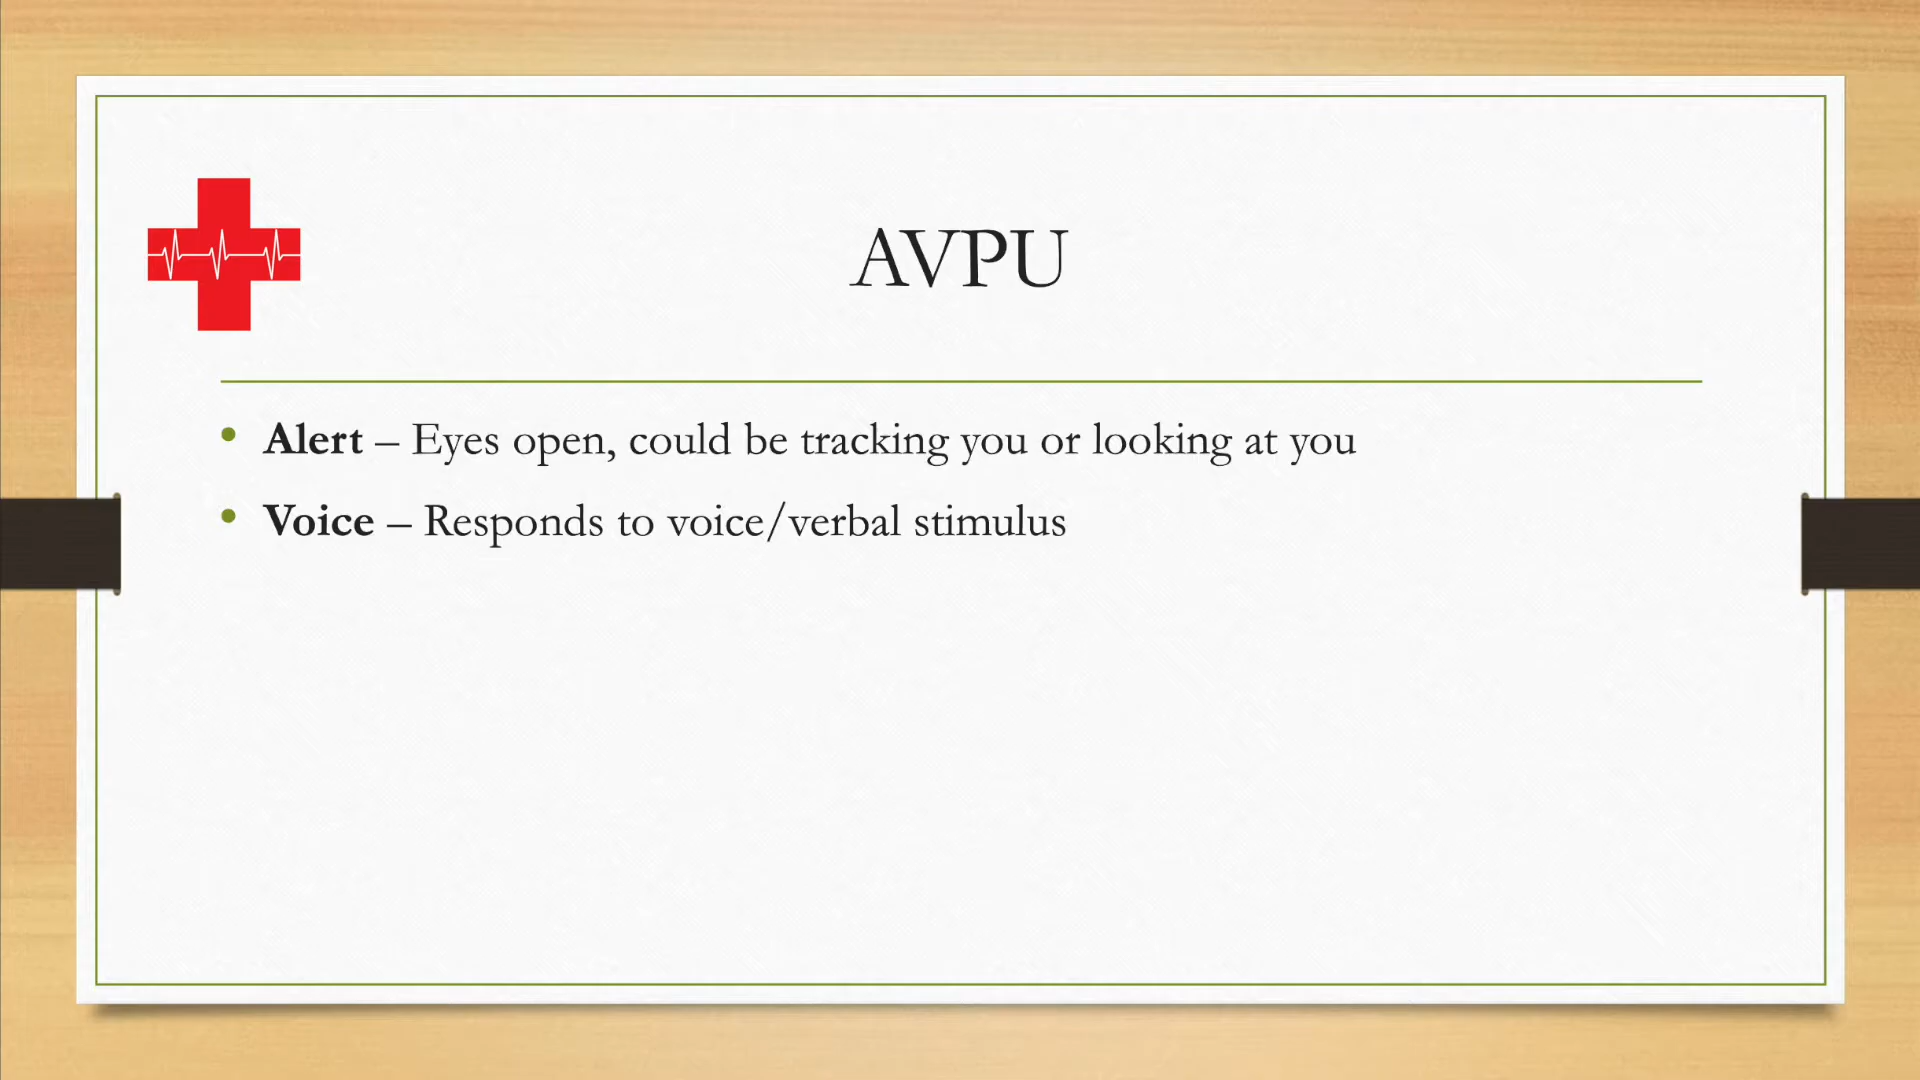 AVPU
• Alert – Eyes open, could be tracking you or looking at you
• Voice – Responds to voice/verbal stimulus